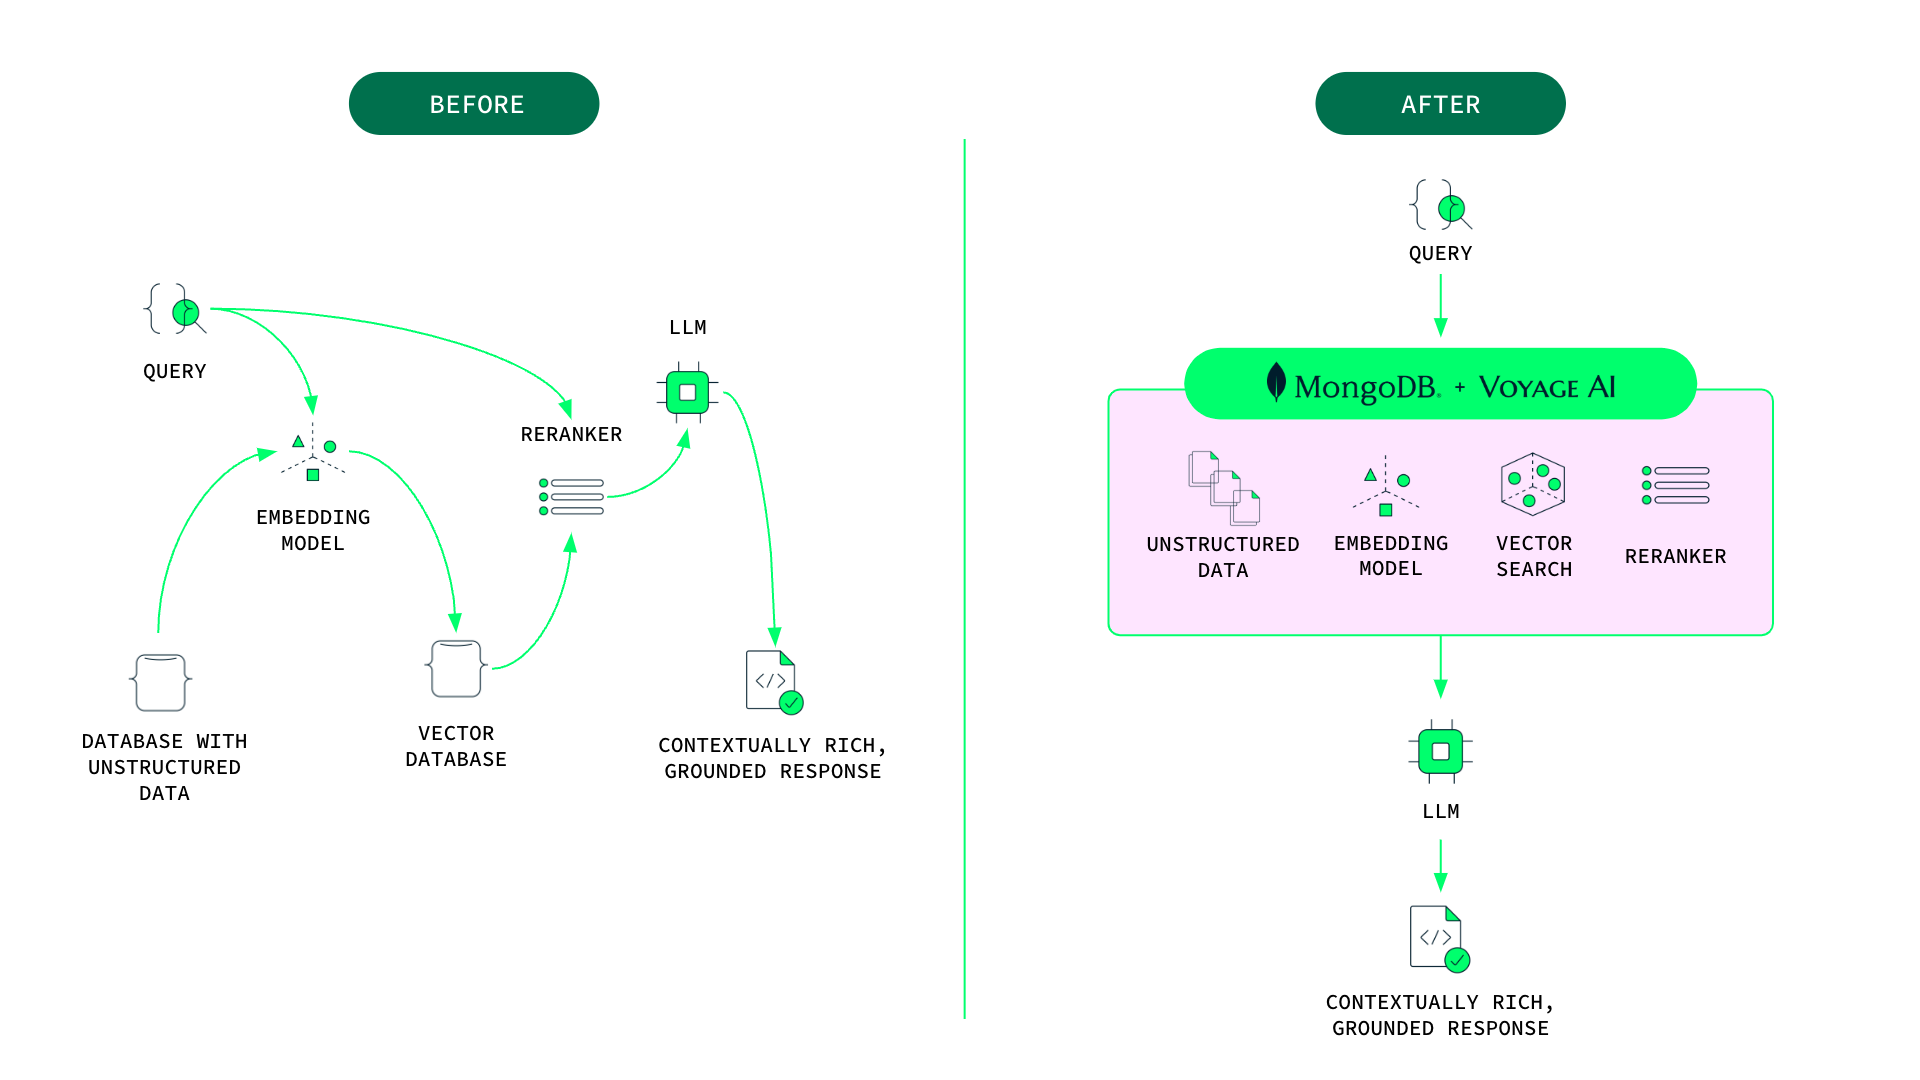 BEFORE
QUERY
LLM
RERANKER
EMBEDDING
MODEL
DATABASE WITH
UNSTRUCTURED
DATA
VECTOR
DATABASE
CONTEXTUALLY RICH,
GROUNDED RESPONSE
AFTER
QUERY
MongoDB. + VOYAGE AI
UNSTRUCTURED
DATA
EMBEDDING
MODEL
VECTOR
SEARCH
RERANKER
LLM
CONTEXTUALLY RICH,
GROUNDED RESPONSE